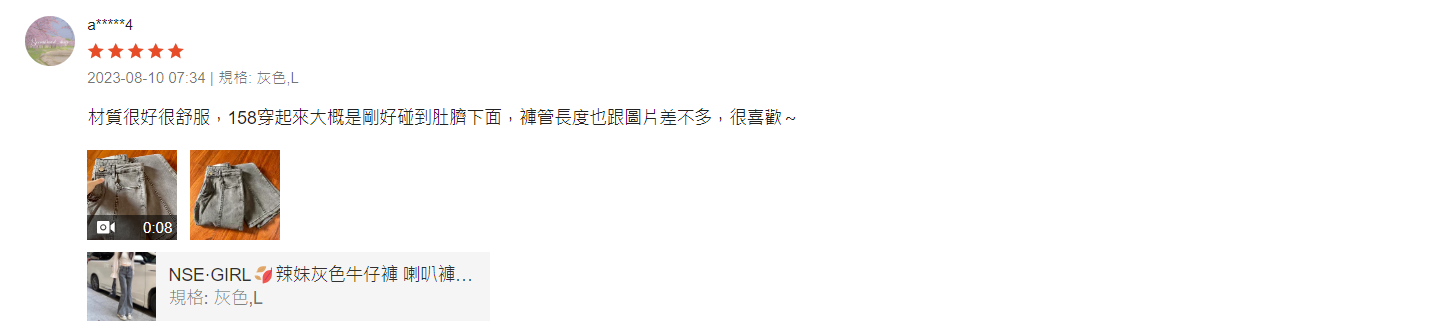 a*****4
2023-08-10 07:34 | 規格: 灰色,L
材質很好很舒服，158穿起來大概是剛好碰到肚臍下面，褲管長度也跟圖片差不多，很喜歡～
0:08
NSE·GIRL🍠辣妹灰色牛仔褲 喇叭褲…
規格: 灰色,L